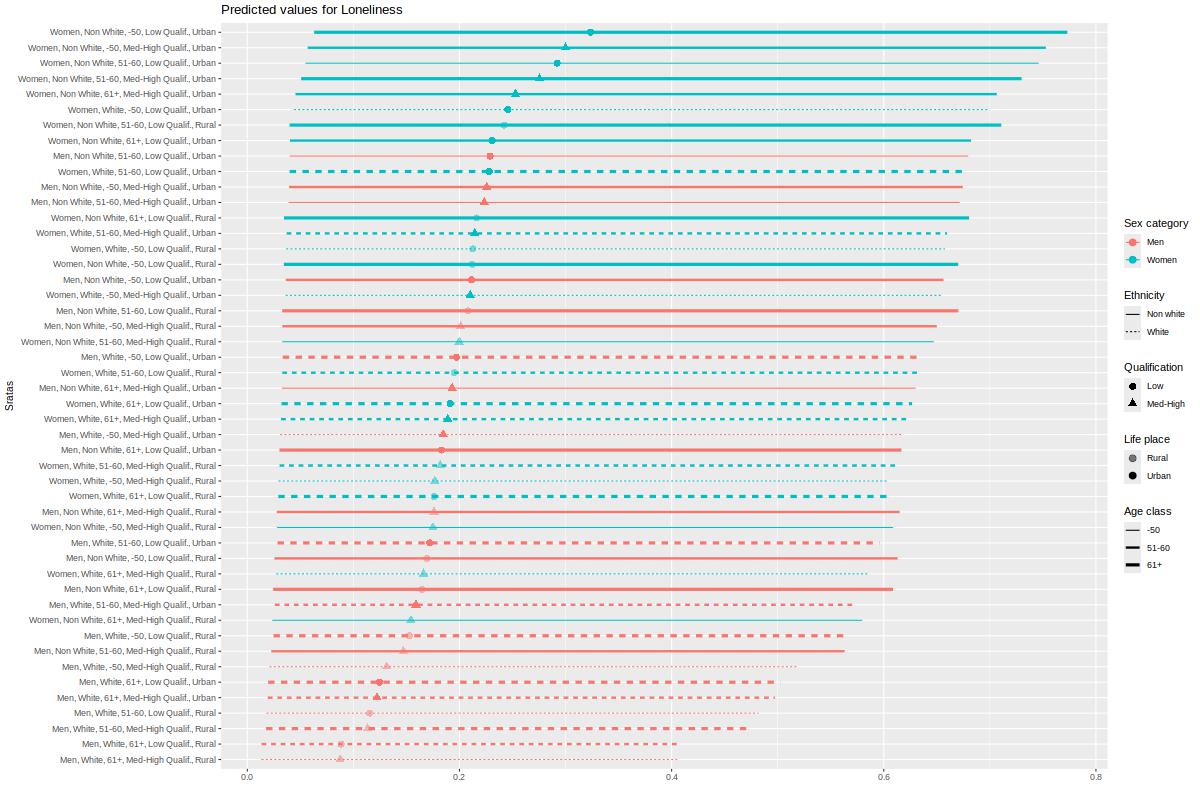 Predicted values for Loneliness
Women, Non White, -50, Low Qualif., Urban
Women, Non White, -50, Med-High Qualif., Urban
Women, Non White, 51-60, Low Qualif., Urban
Women, Non White, 51-60, Med-High Qualif., Urban
Women, Non White, 61+, Med-High Qualif., Urban
Women, White, -50, Low Qualif., Urban
Women, Non White, 51-60, Low Qualif., Rural
Women, Non White, 61+, Low Qualif., Urban
Men, Non White, 51-60, Low Qualif., Urban
Women, White, 51-60, Low Qualif., Urban
Men, Non White, -50, Med-High Qualif., Urban
Men, Non White, 51-60, Med-High Qualif., Urban
Women, Non White, 61+, Low Qualif., Rural
Women, White, 51-60, Med-High Qualif., Urban
Women, White, -50, Low Qualif., Rural
Women, Non White, -50, Low Qualif., Rural
Men, Non White, -50, Low Qualif., Urban
Women, White, -50, Med-High Qualif., Urban
Men, Non White, 51-60, Low Qualif., Rural
Men, Non White, -50, Med-High Qualif., Rural
Women, Non White, 51-60, Med-High Qualif., Rural
Men, White, -50, Low Qualif., Urban
Women, White, 51-60, Low Qualif., Rural
Men, Non White, 61+, Med-High Qualif., Urban
Women, White, 61+, Low Qualif., Urban
Women, White, 61+, Med-High Qualif., Urban
Men, White, -50, Med-High Qualif., Urban
Men, Non White, 61+, Low Qualif., Urban
Women, White, 51-60, Med-High Qualif., Rural
Women, White, -50, Med-High Qualif., Rural
Women, White, 61+, Low Qualif., Rural
Men, Non White, 61+, Med-High Qualif., Rural
Women, Non White, -50, Med-High Qualif., Rural
Men, White, 51-60, Low Qualif., Urban
Men, Non White, -50, Low Qualif., Rural
Women, White, 61+, Med-High Qualif., Rural
Men, Non White, 61+, Low Qualif., Rural
Men, White, 51-60, Med-High Qualif., Urban
Women, Non White, 61+, Med-High Qualif., Rural
Men, White, -50, Low Qualif., Rural
Men, Non White, 51-60, Med-High Qualif., Rural
Men, White, -50, Med-High Qualif., Rural
Men, White, 61+, Low Qualif., Urban
Men, White, 61+, Med-High Qualif., Urban
Men, White, 51-60, Low Qualif., Rural
Men, White, 51-60, Med-High Qualif., Rural
Men, White, 61+, Low Qualif., Rural
Men, White, 61+, Med-High Qualif., Rural
Sratas
0.0 0.2 0.4 0.6 0.8
Sex category
Men
Women
Ethnicity
Non white
White
Qualification
Low
Med-High
Life place
Rural
Urban
Age class
-50
51-60
61+